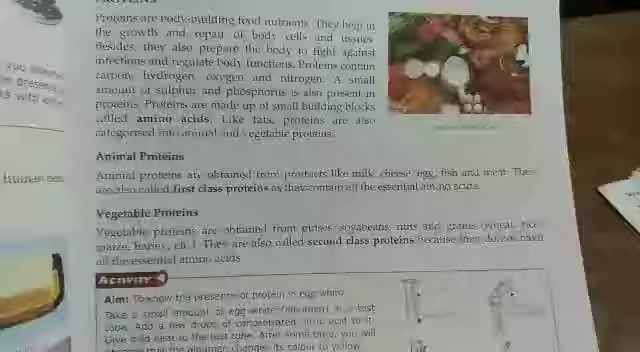 PROTEINS
Proteins are body-building food nutrients. They help in
the growth and repair of body cells and tissues.
Besides, they also prepare the body to fight against
infections and regulate body functions. Proteins contain
carbon, hydrogen, oxygen and nitrogen. A small
amount of sulphur and phosphorus is also present in
proteins. Proteins are made up of small building blocks
called amino acids. Like fats, proteins are also
categorised into animal and vegetable proteins.
Animal Proteins
Animal proteins are obtained from products like milk, cheese, egg, fish and meat. They
are also called first class proteins as they contain all the essential amino acids.
Vegetable Proteins
Vegetable proteins are obtained from pulses, soyabeans, nuts and grains (wheat, rice,
maize, etc.). They are also called second class proteins because they do not have
all the essential amino acids.
Activity 4
Aim: To show the presence of protein in egg white
Take a small amount of egg white (albumen) in a test
tube. Add a few drops of concentrated nitric acid to it.
Give mild heat to the test tube. After some time, you will
that the albumen changes its colour to yellow
human